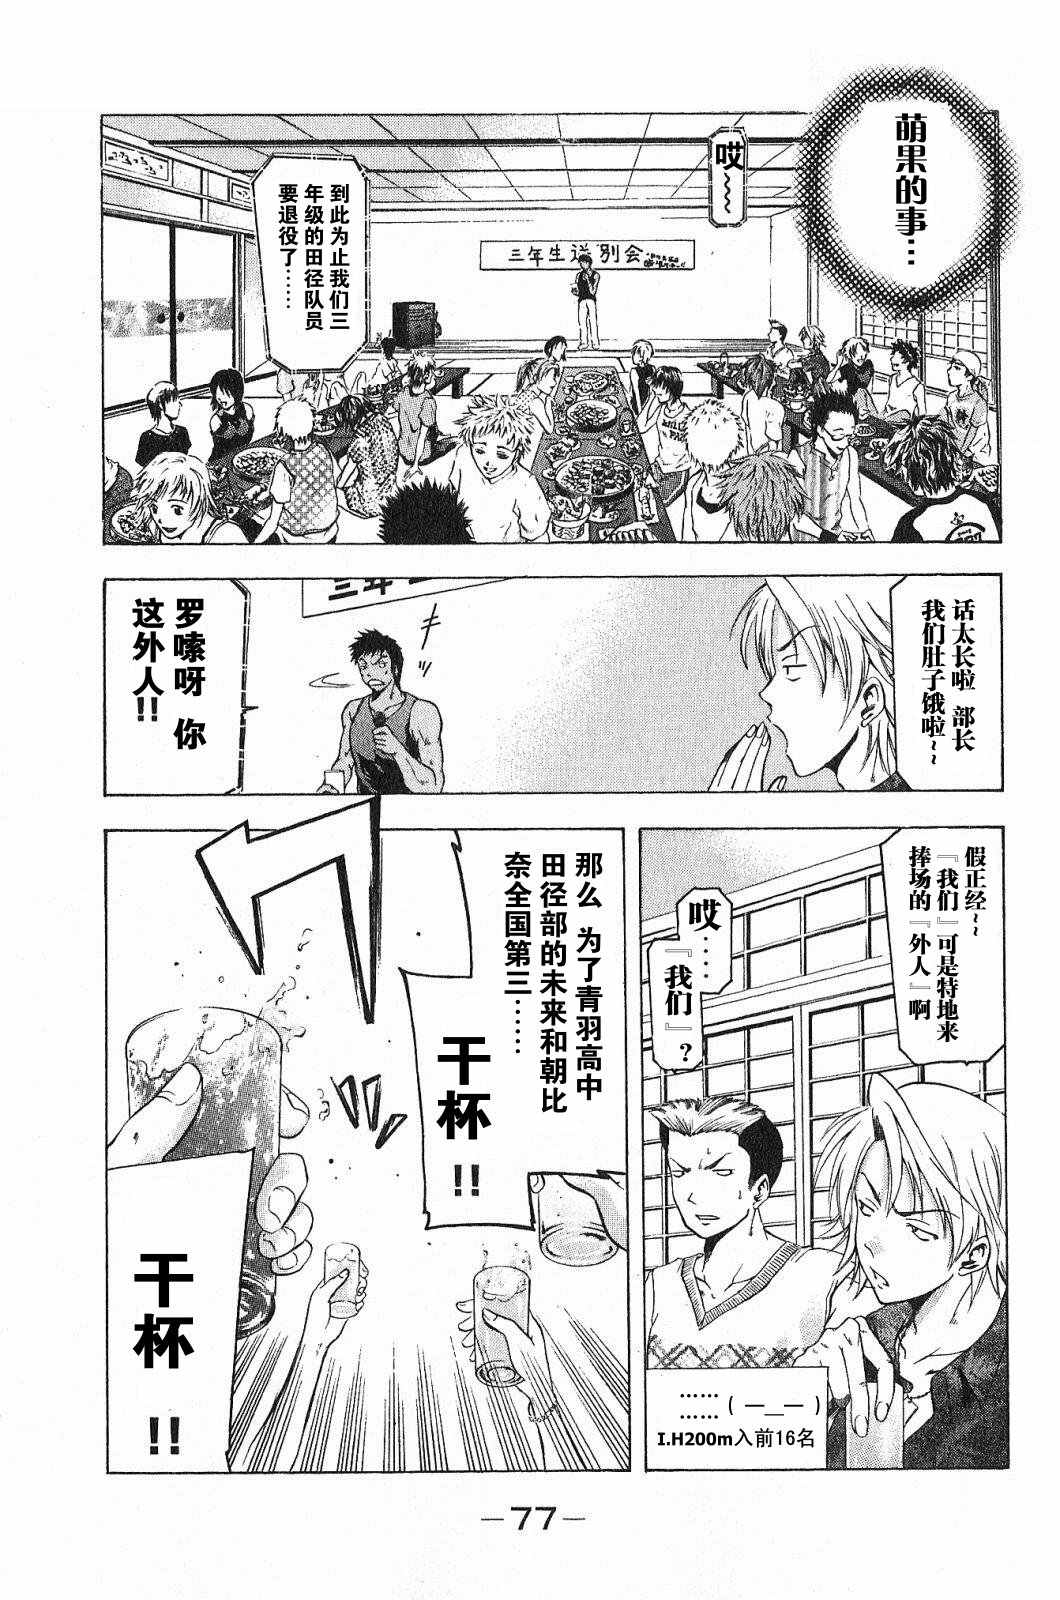 萌果的事…
哎～
三年生送别会
到此为止我们三
年级的田径队员
要退役了……
话太长啦 部长
我们肚子饿啦～
三年生
罗嗦呀 你
这外人!!
假正经～
『我们』可是特地来
捧场的『外人』啊
哎……
『我们』?
……
……( —＿— )
I.H200m入前16名
那么 为了青羽高中
田径部的未来和朝比
奈全国第三……
干杯!!
干杯!!
—77—